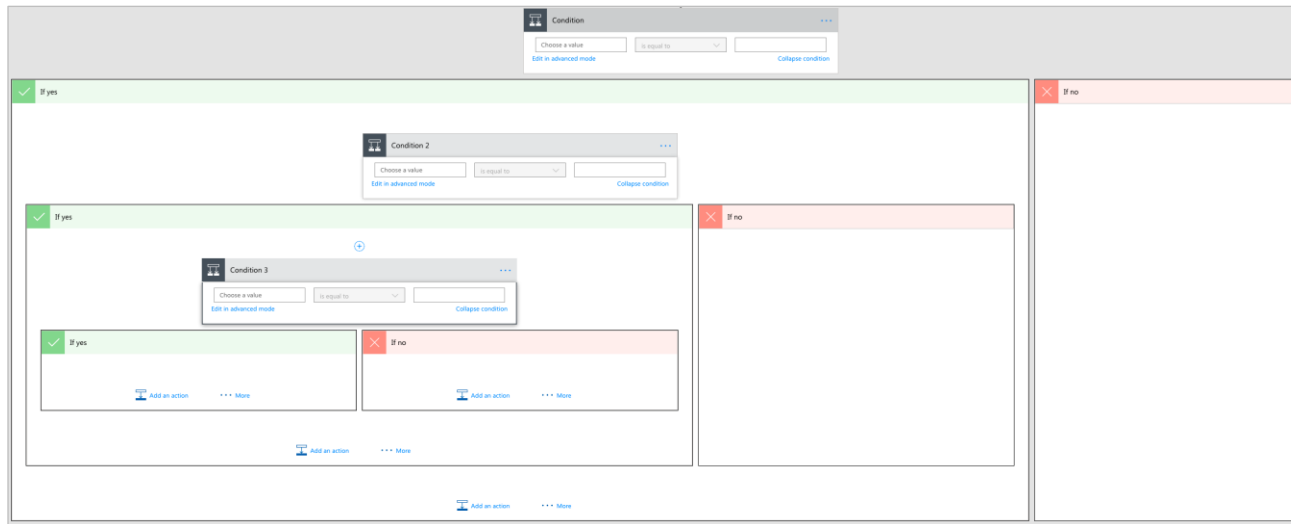 Condition
...
Choose a value
is equal to
Edit in advanced mode
Collapse condition
If yes
If no
Condition 2
...
Choose a value
is equal to
Edit in advanced mode
Collapse condition
If yes
If no
Condition 3
...
Choose a value
is equal to
Edit in advanced mode
Collapse condition
If yes
If no
Add an action
... More
Add an action
... More
Add an action
... More
Add an action
... More